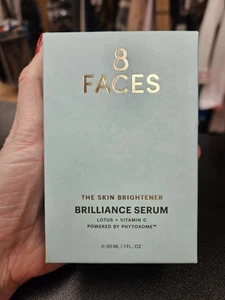 8
FACES
THE SKIN BRIGHTENER
BRILLIANCE SERUM
LOTUS + VITAMIN C
POWERED BY PHYTOXOME™
℮ 30 ML | 1 FL. OZ